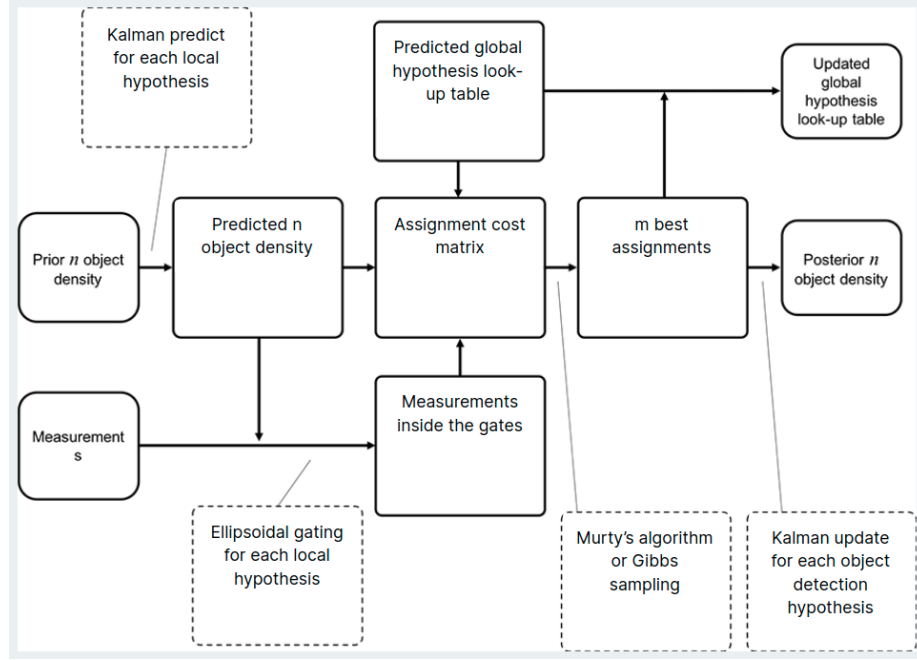 Kalman predict
for each local
hypothesis
Predicted global
hypothesis look-
up table
Updated
global
hypothesis
look-up table
Prior n object
density
Predicted n
object density
Assignment cost
matrix
m best
assignments
Posterior n
object density
Measurement
s
Measurements
inside the gates
Ellipsoidal gating
for each local
hypothesis
Murty's algorithm
or Gibbs
sampling
Kalman update
for each object
detection
hypothesis